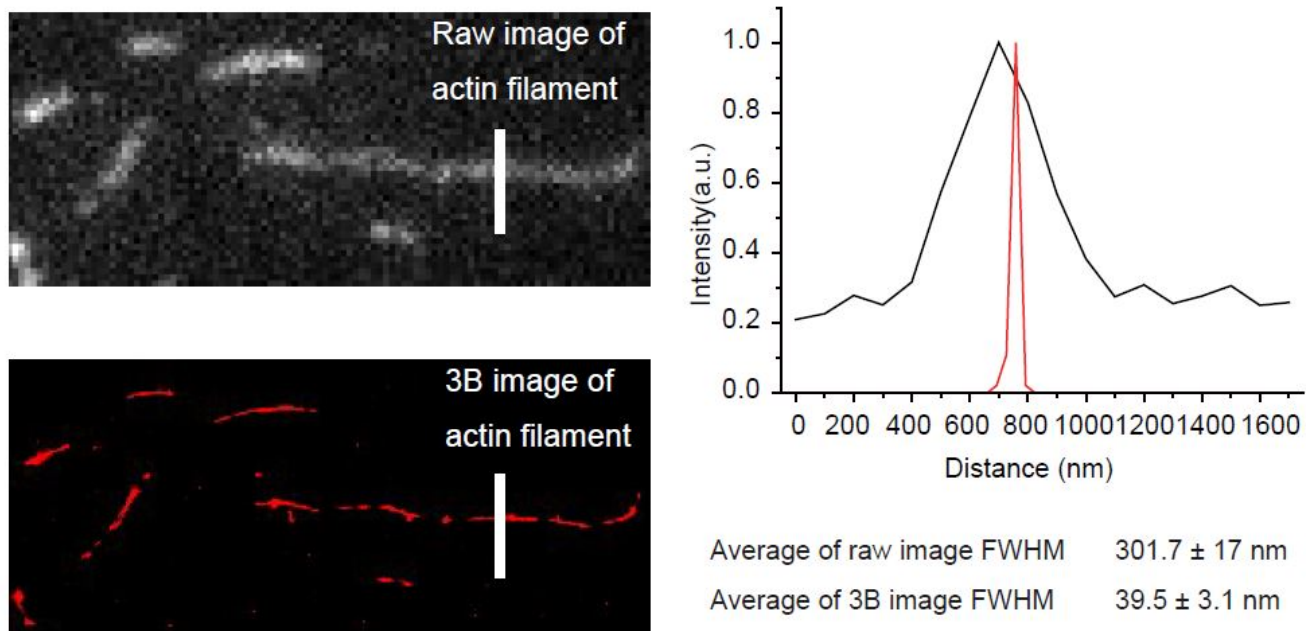 Raw image of
actin filament
3B image of
actin filament
1.0
0.8
0.6
0.4
0.2
0.0
Intensity(a.u.)
0 200 400 600 800 1000 1200 1400 1600
Distance (nm)
Average of raw image FWHM 301.7 ± 17 nm
Average of 3B image FWHM 39.5 ± 3.1 nm